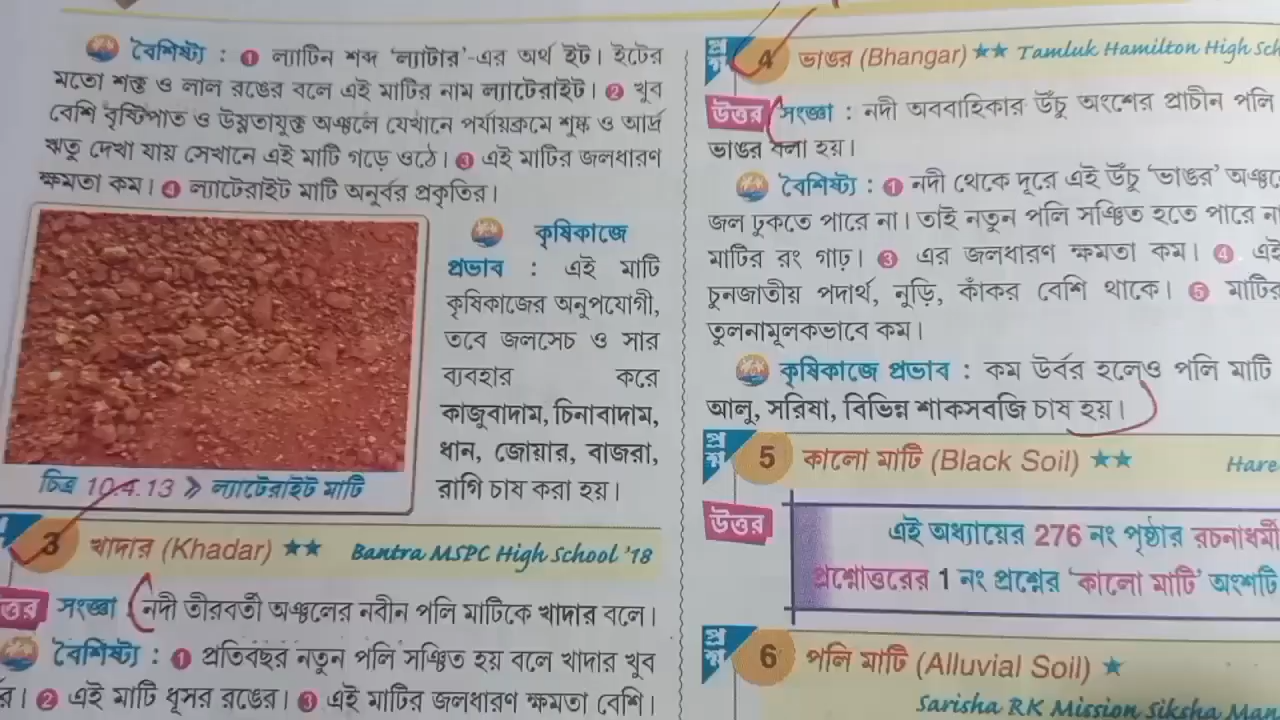 বৈশিষ্ট্য : ❶ ল্যাটিন শব্দ 'ল্যাটার'-এর অর্থ ইট। ইটের
মতো শক্ত ও লাল রঙের বলে এই মাটির নাম ল্যাটেরাইট। ❷ খুব
বেশি বৃষ্টিপাত ও উষ্ণতাযুক্ত অঞ্চলে যেখানে পর্যায়ক্রমে শুষ্ক ও আর্দ্র
ঋতু দেখা যায় সেখানে এই মাটি গড়ে ওঠে। ❸ এই মাটির জলধারণ
ক্ষমতা কম। ❹ ল্যাটেরাইট মাটি অনুর্বর প্রকৃতির।
কৃষিকাজে
প্রভাব : এই মাটি
কৃষিকাজের অনুপযোগী,
তবে জলসেচ ও সার
ব্যবহার করে
কাজুবাদাম, চিনাবাদাম,
ধান, জোয়ার, বাজরা,
রাগি চাষ করা হয়।
চিত্র 10.4.13 ⨠ ল্যাটেরাইট মাটি
3 খাদার (Khadar) ★★ Bantra MSPC High School '18
ত্তর সংজ্ঞা : নদী তীরবর্তী অঞ্চলের নবীন পলি মাটিকে খাদার বলে।
বৈশিষ্ট্য : ❶ প্রতিবছর নতুন পলি সঞ্চিত হয় বলে খাদার খুব
র। ❷ এই মাটি ধূসর রঙের। ❸ এই মাটির জলধারণ ক্ষমতা বেশি।
প্রশ্ন 4 ভাঙর (Bhangar) ★★ Tamluk Hamilton High Sch
উত্তর সংজ্ঞা : নদী অববাহিকার উঁচু অংশের প্রাচীন পলি
ভাঙর বলা হয়।
বৈশিষ্ট্য : ❶ নদী থেকে দূরে এই উঁচু 'ভাঙর' অঞ্চলে
জল ঢুকতে পারে না। তাই নতুন পলি সঞ্চিত হতে পারে না
মাটির রং গাঢ়। ❸ এর জলধারণ ক্ষমতা কম। ❹ এই
চুনজাতীয় পদার্থ, নুড়ি, কাঁকর বেশি থাকে। ❺ মাটির
তুলনামূলকভাবে কম।
কৃষিকাজে প্রভাব : কম উর্বর হলেও পলি মাটি
আলু, সরিষা, বিভিন্ন শাকসবজি চাষ হয়।
প্রশ্ন 5 কালো মাটি (Black Soil) ★★ Hare
উত্তর এই অধ্যায়ের 276 নং পৃষ্ঠার রচনাধর্মী
প্রশ্নোত্তরের 1 নং প্রশ্নের 'কালো মাটি' অংশটি
প্রশ্ন 6 পলি মাটি (Alluvial Soil) ★
Sarisha RK Mission Siksha Man